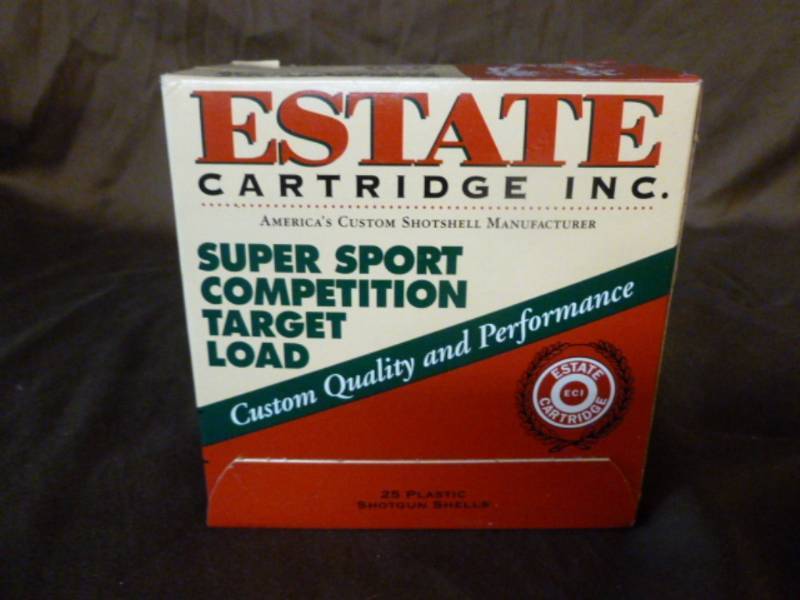 ESTATE
CARTRIDGE INC.
AMERICA'S CUSTOM SHOTSHELL MANUFACTURER
SUPER SPORT
COMPETITION
TARGET
LOAD
Custom Quality and Performance
ESTATE
ECI
CARTRIDGE
25 PLASTIC
SHOTGUN SHELLS